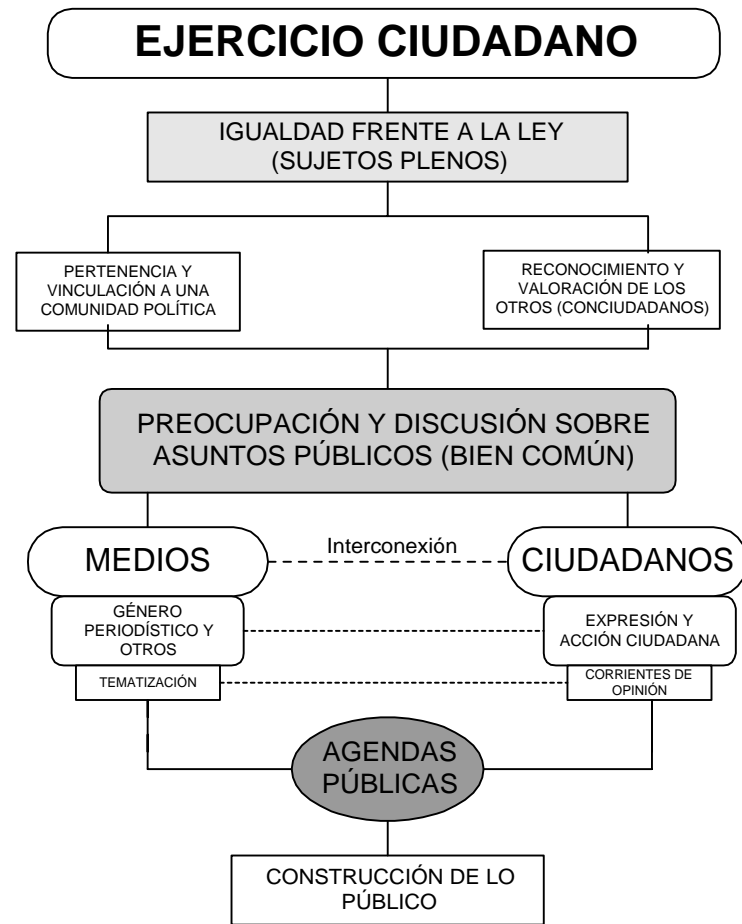 EJERCICIO CIUDADANO
IGUALDAD FRENTE A LA LEY
(SUJETOS PLENOS)
PERTENENCIA Y
VINCULACIÓN A UNA
COMUNIDAD POLÍTICA
RECONOCIMIENTO Y
VALORACIÓN DE LOS
OTROS (CONCIUDADANOS)
PREOCUPACIÓN Y DISCUSIÓN SOBRE
ASUNTOS PÚBLICOS (BIEN COMÚN)
MEDIOS
Interconexión
CIUDADANOS
GÉNERO
PERIODÍSTICO Y
OTROS
EXPRESIÓN Y
ACCIÓN CIUDADANA
TEMATIZACIÓN
CORRIENTES DE
OPINIÓN
AGENDAS
PÚBLICAS
CONSTRUCCIÓN DE LO
PÚBLICO